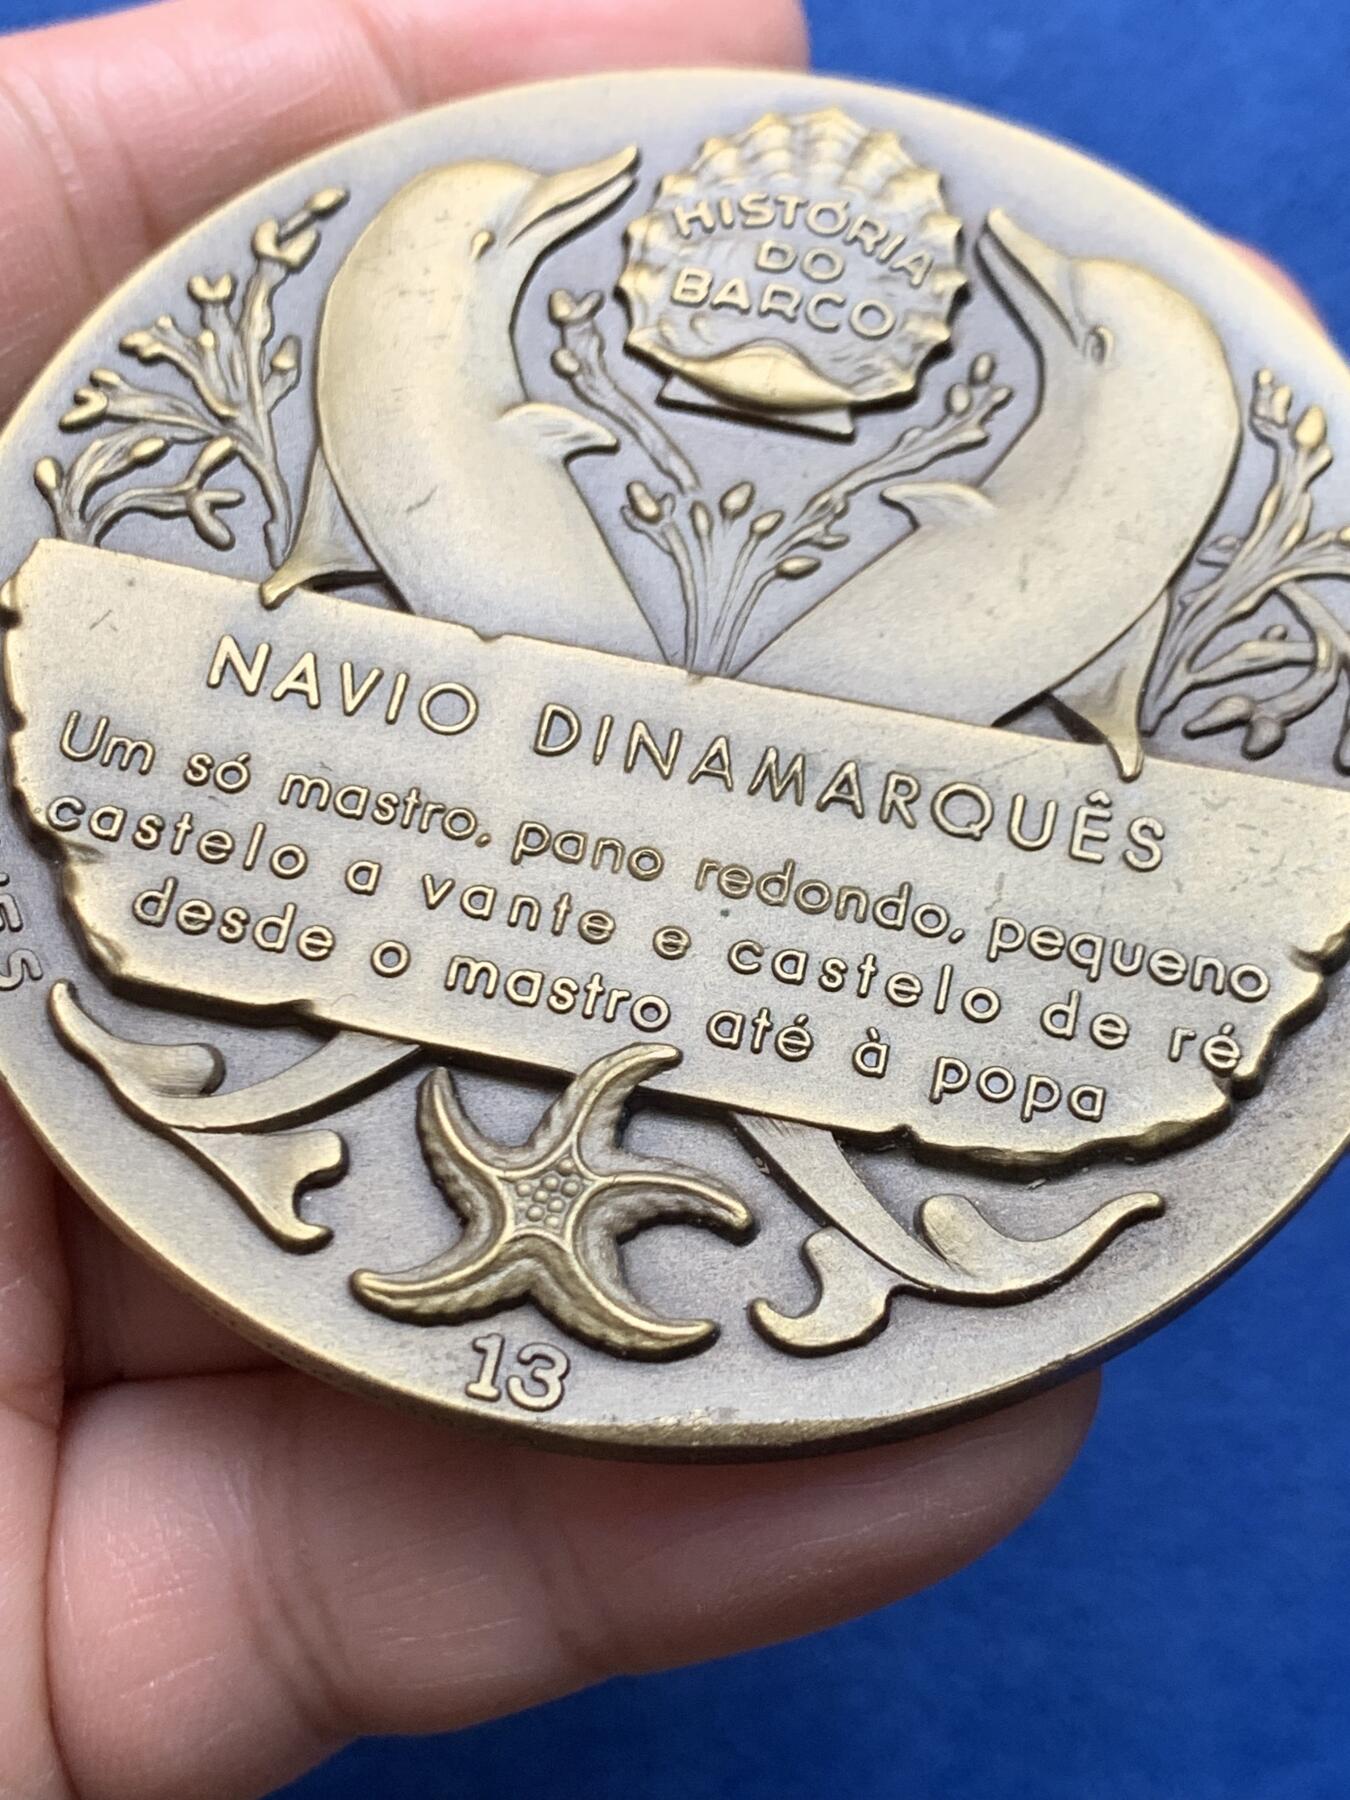 HISTÓRIA
DO
BARCO
NAVIO DINAMARQUÊS
Um só mastro, pano redondo, pequeno
castelo a vante e castelo de ré
desde o mastro até à popa
13